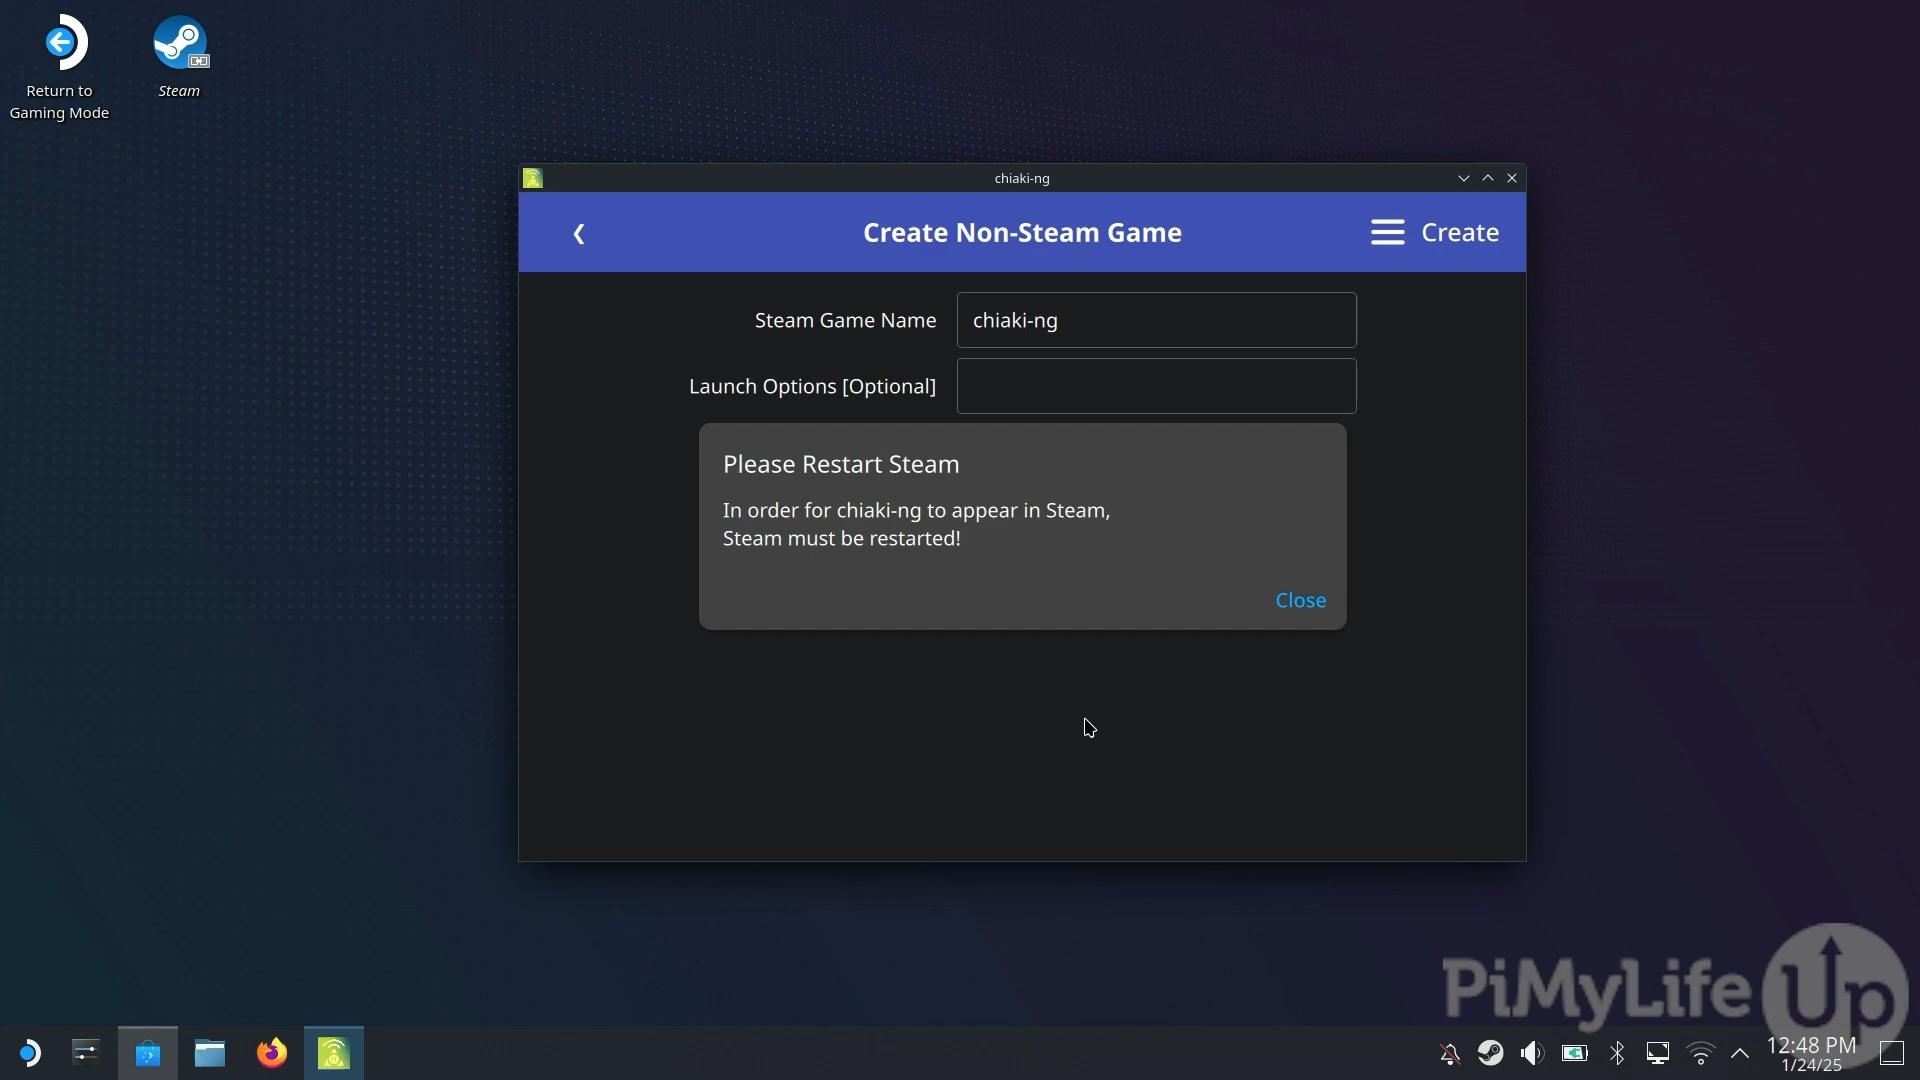 Return to
Gaming Mode
Steam
chiaki-ng
Create Non-Steam Game
Create
Steam Game Name
chiaki-ng
Launch Options [Optional]
Please Restart Steam
In order for chiaki-ng to appear in Steam,
Steam must be restarted!
Close
PiMyLifeUp
12:48 PM
1/24/25